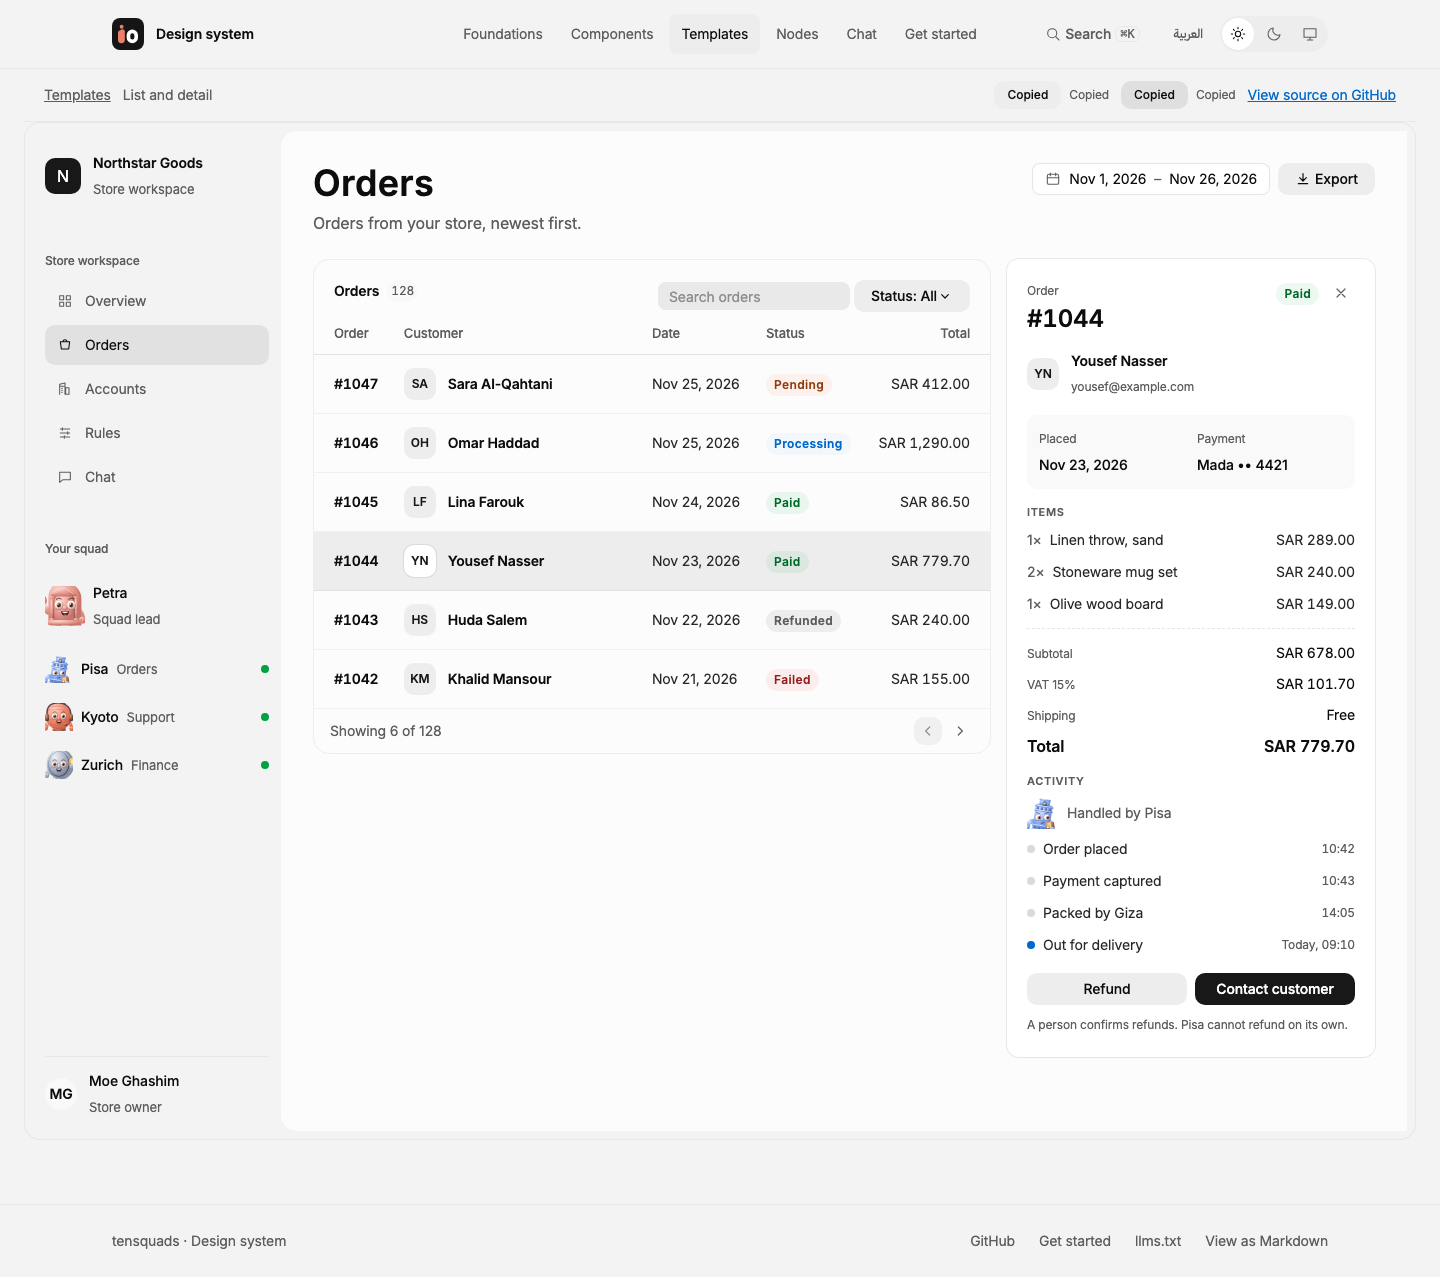 io Design system Foundations Components Templates Nodes Chat Get started Search ⌘K العربية
Templates List and detail Copied Copied Copied Copied View source on GitHub
N Northstar Goods
Store workspace
Store workspace
Overview
Orders
Accounts
Rules
Chat
Your squad
Petra
Squad lead
Pisa Orders
Kyoto Support
Zurich Finance
MG Moe Ghashim
Store owner
Orders
Orders from your store, newest first.
Nov 1, 2026 – Nov 26, 2026 Export
Orders 128 Search orders Status: All
Order Customer Date Status Total
#1047 SA Sara Al-Qahtani Nov 25, 2026 Pending SAR 412.00
#1046 OH Omar Haddad Nov 25, 2026 Processing SAR 1,290.00
#1045 LF Lina Farouk Nov 24, 2026 Paid SAR 86.50
#1044 YN Yousef Nasser Nov 23, 2026 Paid SAR 779.70
#1043 HS Huda Salem Nov 22, 2026 Refunded SAR 240.00
#1042 KM Khalid Mansour Nov 21, 2026 Failed SAR 155.00
Showing 6 of 128
Order Paid
#1044
YN Yousef Nasser
yousef@example.com
Placed Payment
Nov 23, 2026 Mada •• 4421
ITEMS
1× Linen throw, sand SAR 289.00
2× Stoneware mug set SAR 240.00
1× Olive wood board SAR 149.00
Subtotal SAR 678.00
VAT 15% SAR 101.70
Shipping Free
Total SAR 779.70
ACTIVITY
Handled by Pisa
Order placed 10:42
Payment captured 10:43
Packed by Giza 14:05
Out for delivery Today, 09:10
Refund Contact customer
A person confirms refunds. Pisa cannot refund on its own.
tensquads · Design system GitHub Get started llms.txt View as Markdown